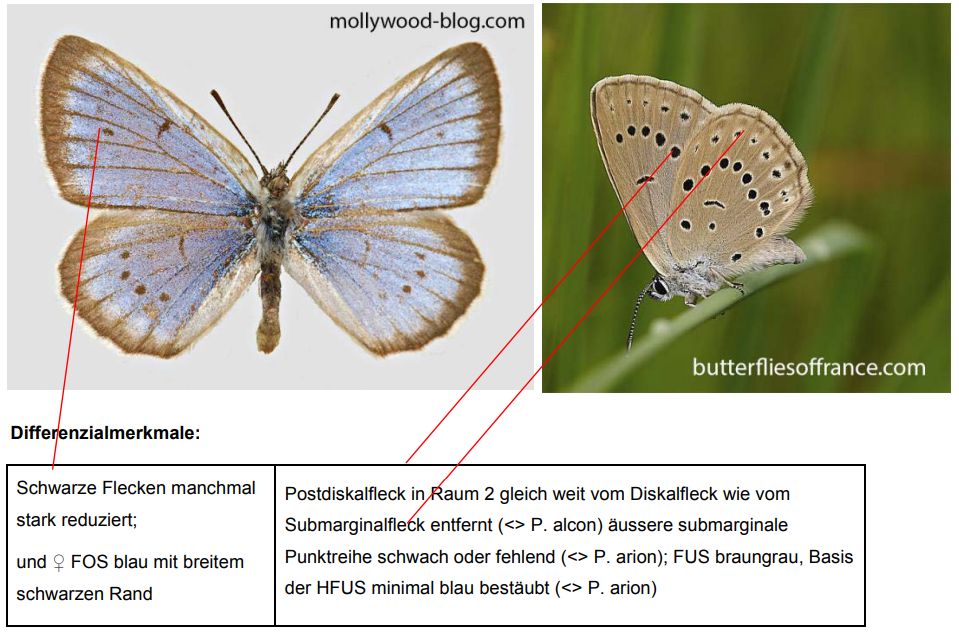 mollywood-blog.com
butterfliesoffrance.com
Differenzialmerkmale:
Schwarze Flecken manchmal
stark reduziert;
und ♀ FOS blau mit breitem
schwarzen Rand
Postdiskalfleck in Raum 2 gleich weit vom Diskalfleck wie vom
Submarginalfleck entfernt (<> P. alcon) äussere submarginale
Punktreihe schwach oder fehlend (<> P. arion); FUS braungrau, Basis
der HFUS minimal blau bestäubt (<> P. arion)